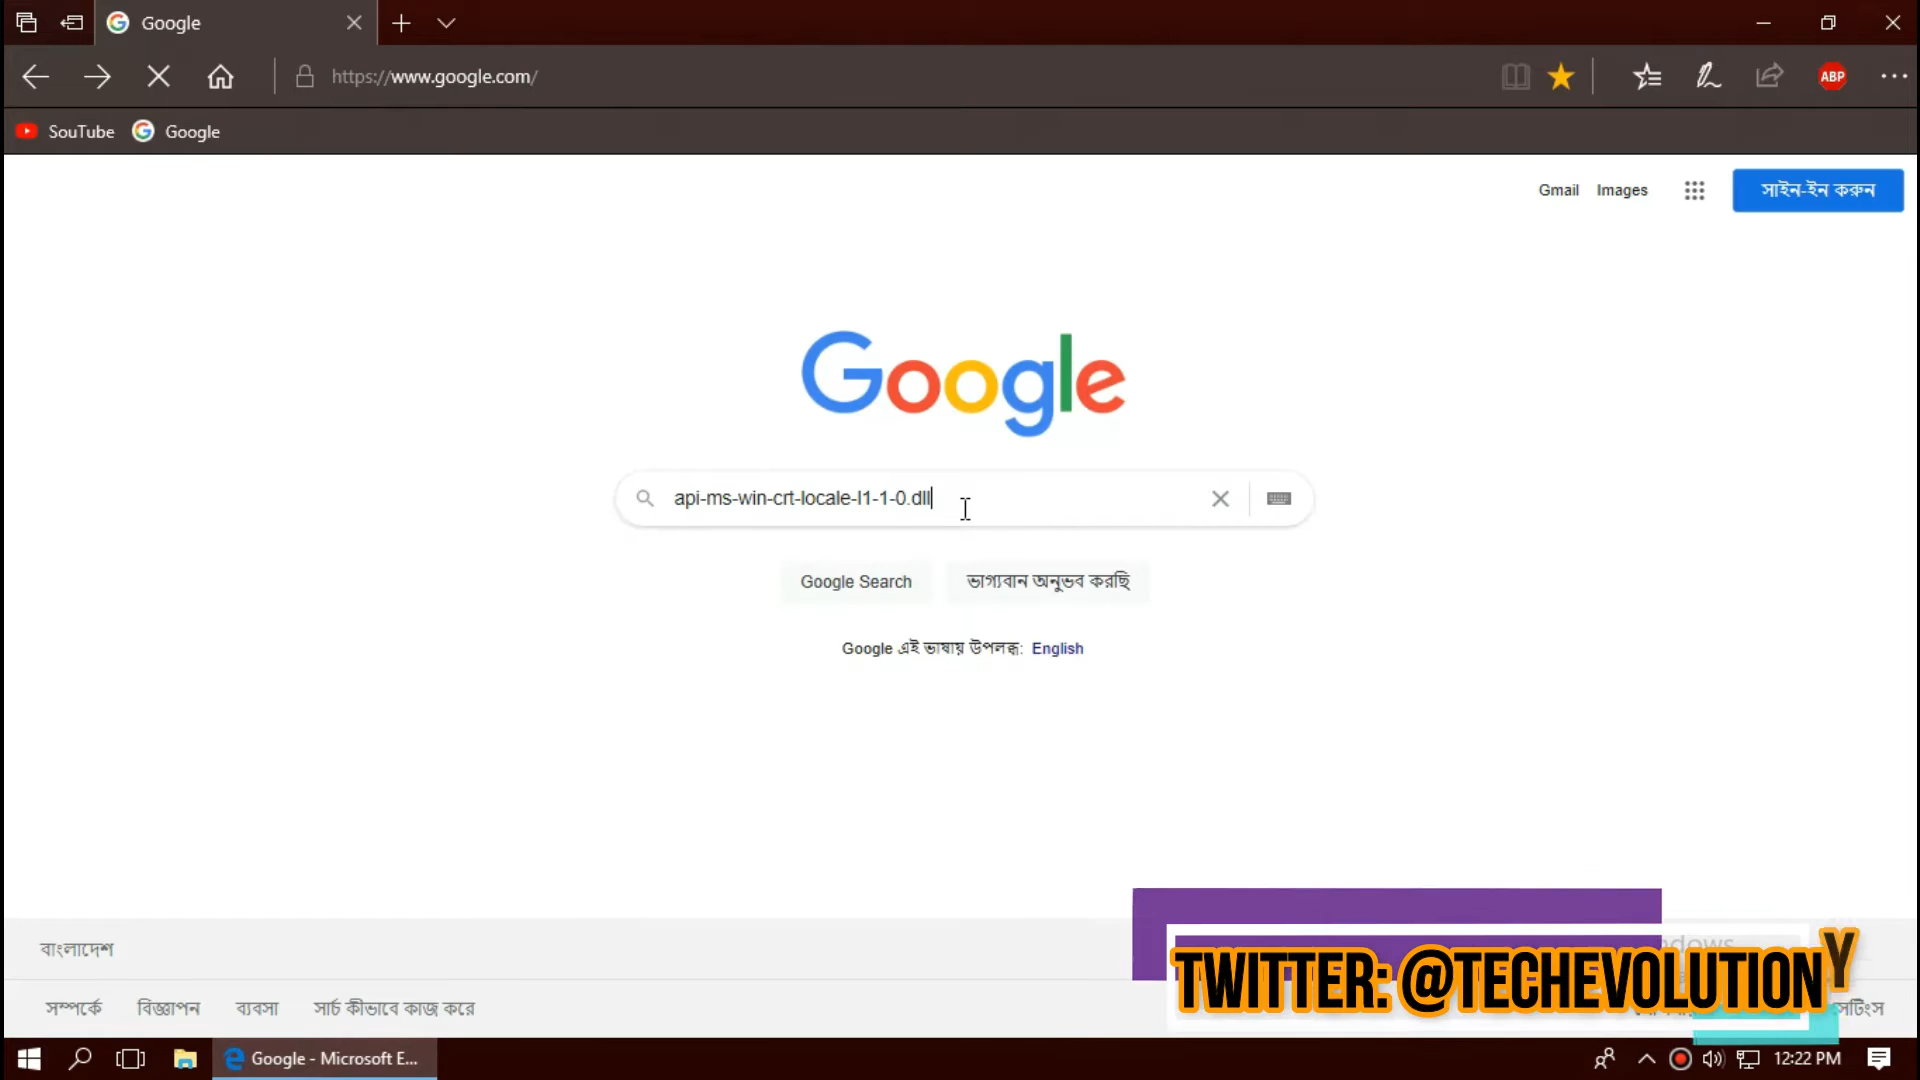 Google
https://www.google.com/
ABP
SouTube
Google
Gmail
Images
সাইন-ইন করুন
Google
api-ms-win-crt-locale-l1-1-0.dll
Google Search
ভাগ্যবান অনুভব করছি
Google এই ভাষায় উপলব্ধ: English
বাংলাদেশ
TWITTER: @TECHEVOLUTIONY
সম্পর্কে
বিজ্ঞাপন
ব্যবসা
সার্চ কীভাবে কাজ করে
সেটিংস
Google - Microsoft E...
12:22 PM